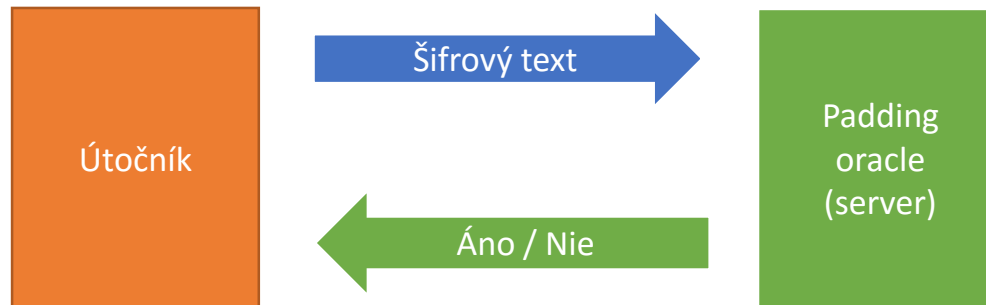 Útočník
Šifrový text
Áno / Nie
Padding
oracle
(server)